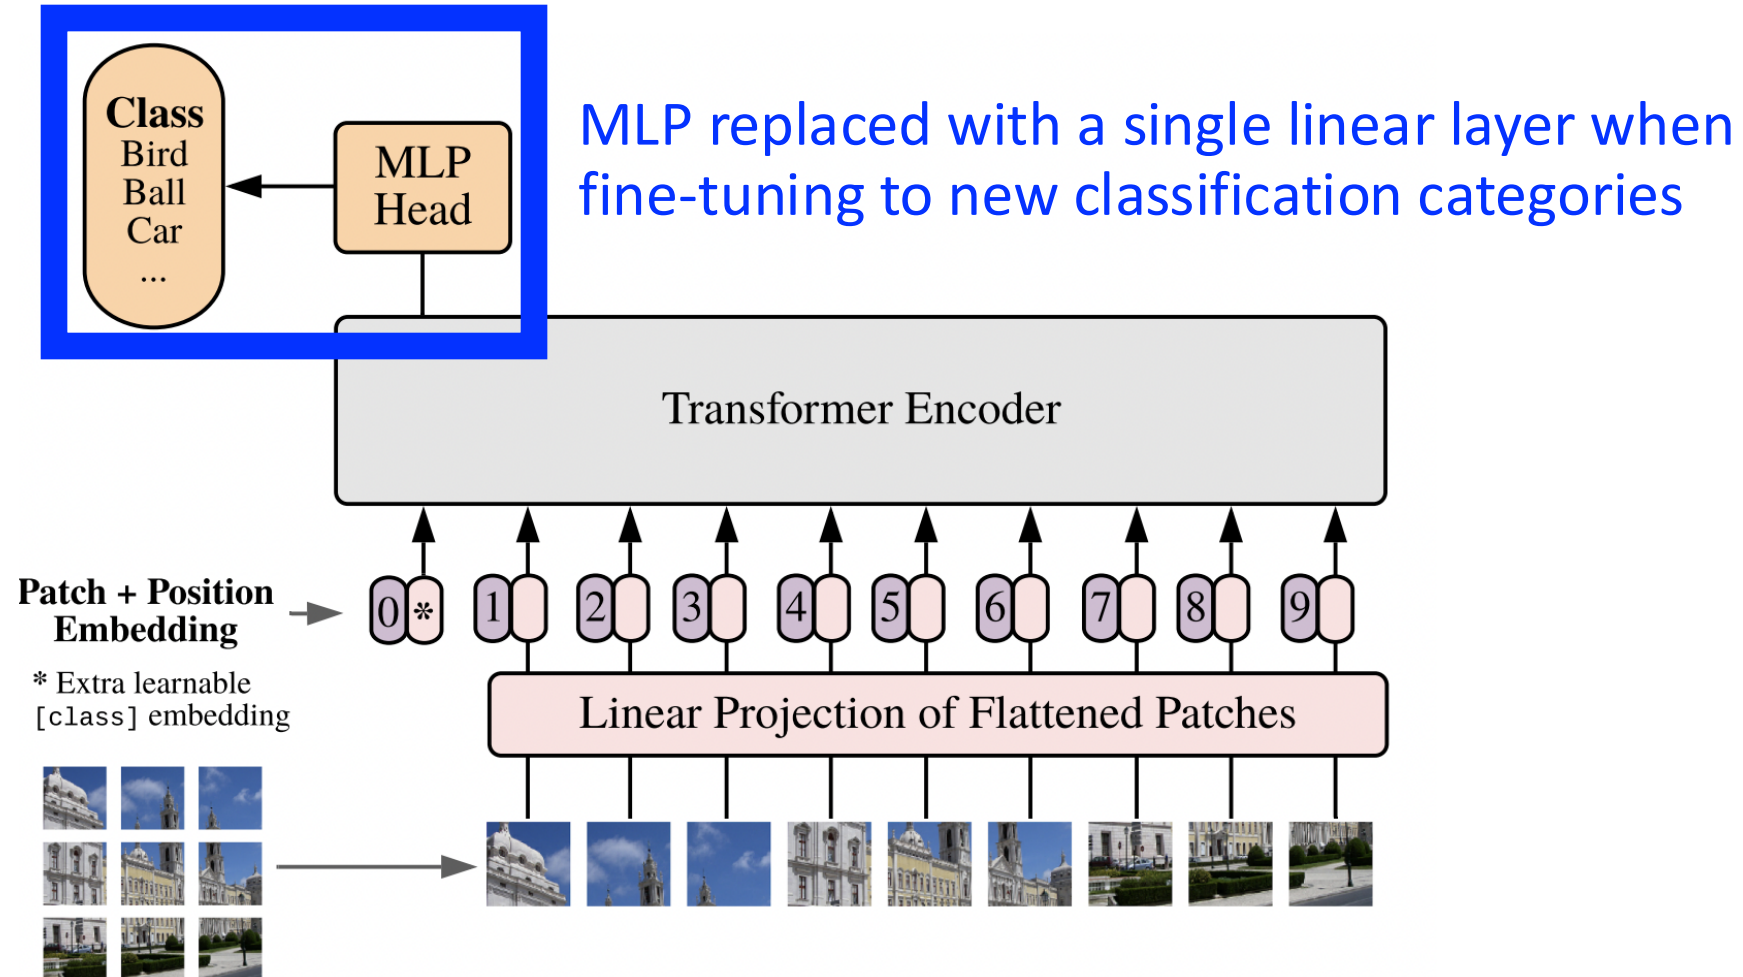 Class
Bird
Ball
Car
...
MLP
Head
MLP replaced with a single linear layer when
fine-tuning to new classification categories
Transformer Encoder
Patch + Position
Embedding
0 * 1 2 3 4 5 6 7 8 9
* Extra learnable
[class] embedding
Linear Projection of Flattened Patches